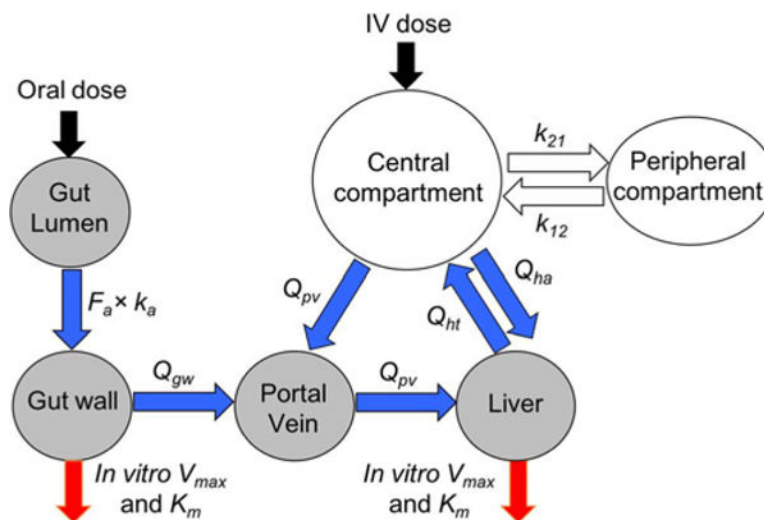 IV dose
Oral dose
Gut
Lumen
Central
compartment
k21
k12
Peripheral
compartment
Fa × ka
Qpv
Qha
Qht
Gut wall
Qgw
Portal
Vein
Qpv
Liver
In vitro Vmax
and Km
In vitro Vmax
and Km